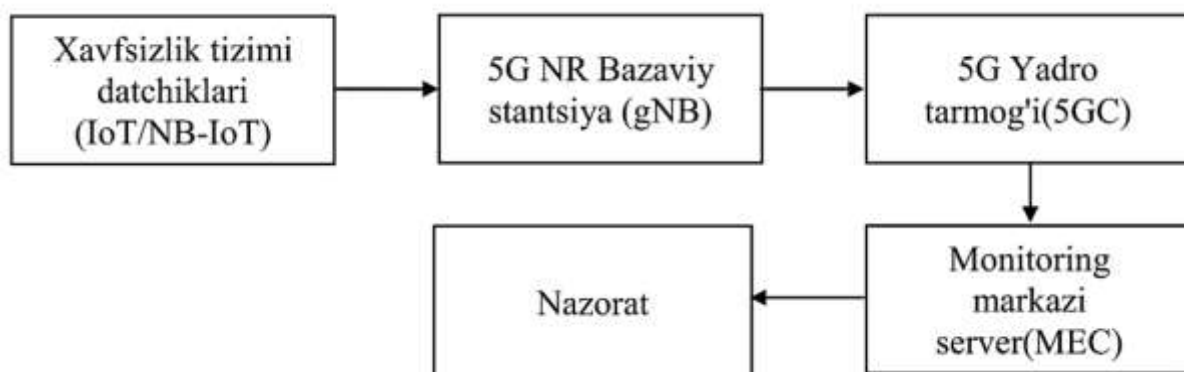 Xavfsizlik tizimi
datchiklari
(IoT/NB-IoT)
5G NR Bazaviy
stantsiya (gNB)
5G Yadro
tarmog'i(5GC)
Monitoring
markazi
server(MEC)
Nazorat